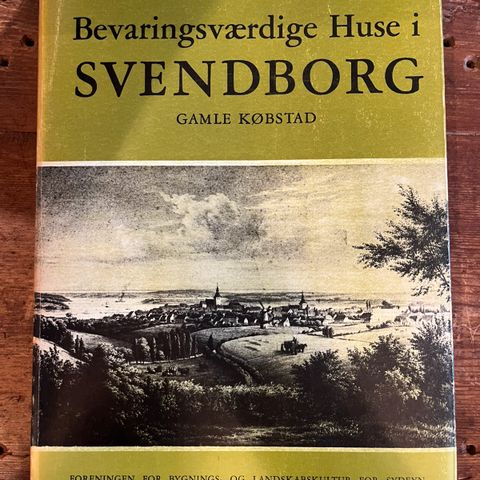 Bevaringsværdige Huse i
SVENDBORG
GAMLE KØBSTAD
FORENINGEN FOR BYGNINGS- OG LANDSKABSKULTUR FOR SYDFYN